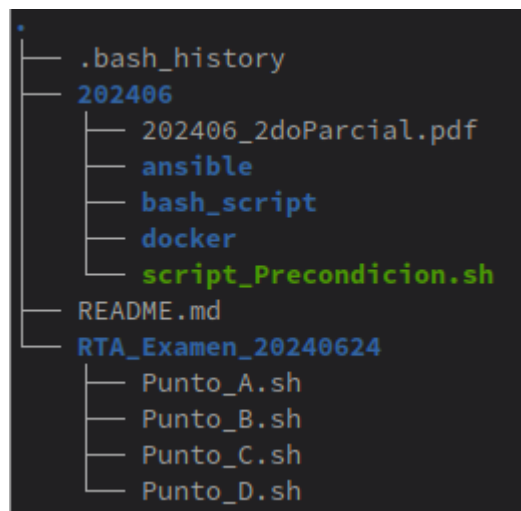 .
├── .bash_history
├── 202406
│   ├── 202406_2doParcial.pdf
│   ├── ansible
│   ├── bash_script
│   ├── docker
│   └── script_Precondicion.sh
├── README.md
└── RTA_Examen_20240624
    ├── Punto_A.sh
    ├── Punto_B.sh
    ├── Punto_C.sh
    └── Punto_D.sh